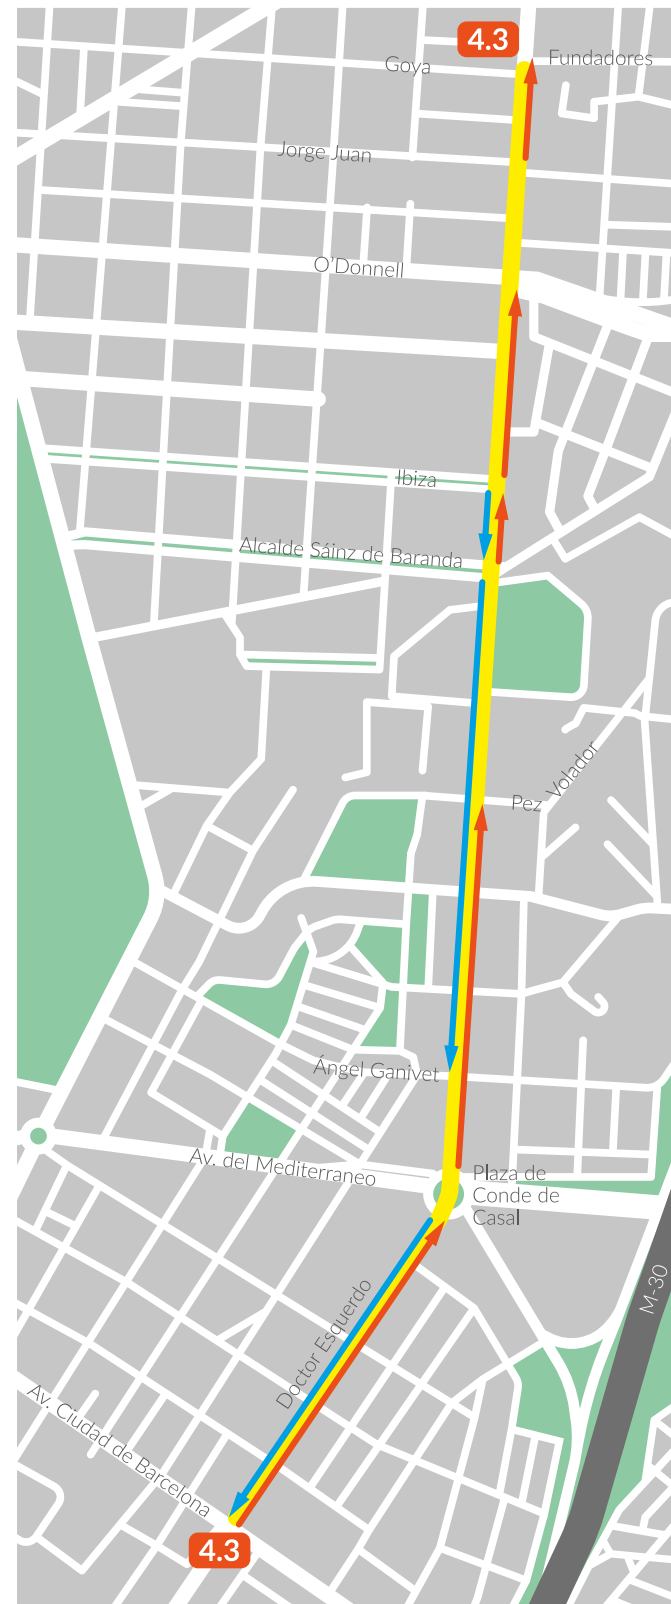 4.3
Fundadores
Goya
Jorge Juan
O'Donnell
Ibiza
Alcalde Sáinz de Baranda
Pez Volador
Ángel Ganivet
Av. del Mediterraneo
Plaza de
Conde de
Casal
M-30
Doctor Esquerdo
Av. Ciudad de Barcelona
4.3